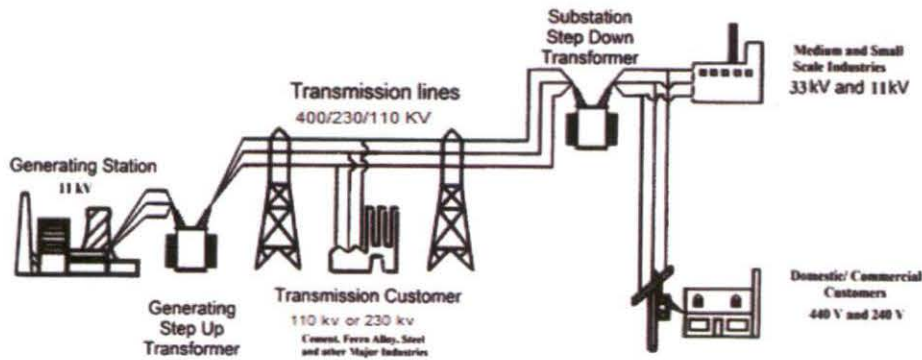 Substation
Step Down
Transformer
Medium and Small
Scale Industries
33kV and 11kV
Transmission lines
400/230/110 KV
Generating Station
11 kV
Generating
Step Up
Transformer
Transmission Customer
110 kv or 230 kv
Cement, Ferro Alloy, Steel
and other Major Industries
Domestic/ Commercial
Customers
440 V and 240 V